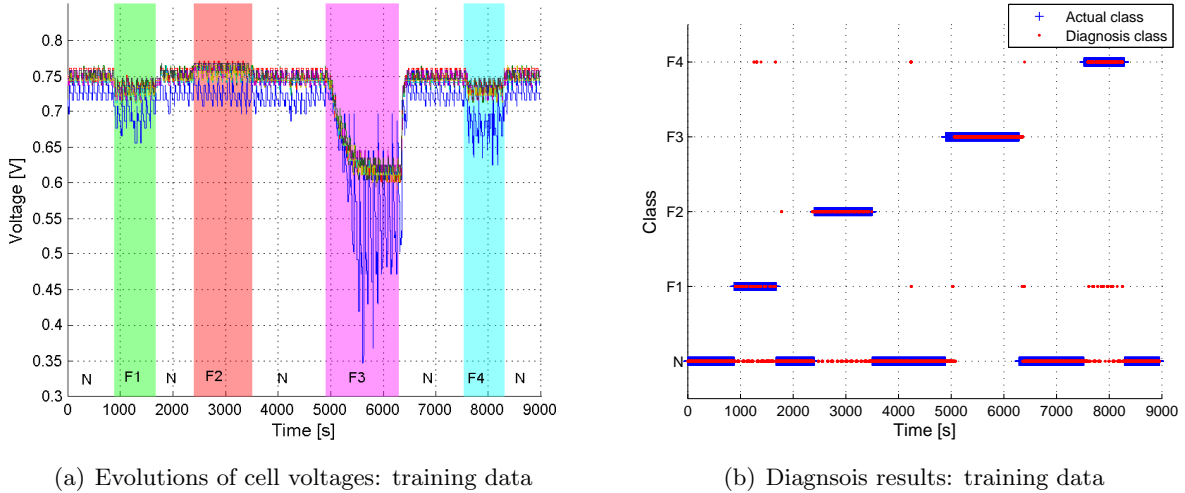 0.8
0.75
0.7
0.65
0.6
0.55
0.5
0.45
0.4
0.35
0.3
Voltage [V]
N F1 N F2 N F3 N F4 N
0 1000 2000 3000 4000 5000 6000 7000 8000 9000
Time [s]
(a) Evolutions of cell voltages: training data
Actual class
Diagnosis class
F4
F3
F2
F1
N
Class
0 1000 2000 3000 4000 5000 6000 7000 8000 9000
Time [s]
(b) Diagnsois results: training data